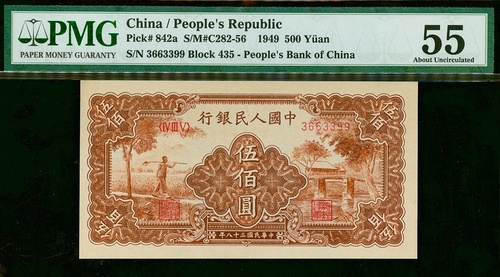 PMG
PAPER MONEY GUARANTY
China / People's Republic
Pick# 842a S/M#C282-56 1949 500 Yüan
S/N 3663399 Block 435 - People's Bank of China
55
About Uncirculated
伍佰
伍佰
行銀民人國中
(IV III V)
3663399
伍佰圓
伍佰
伍佰
年八十三國民華中